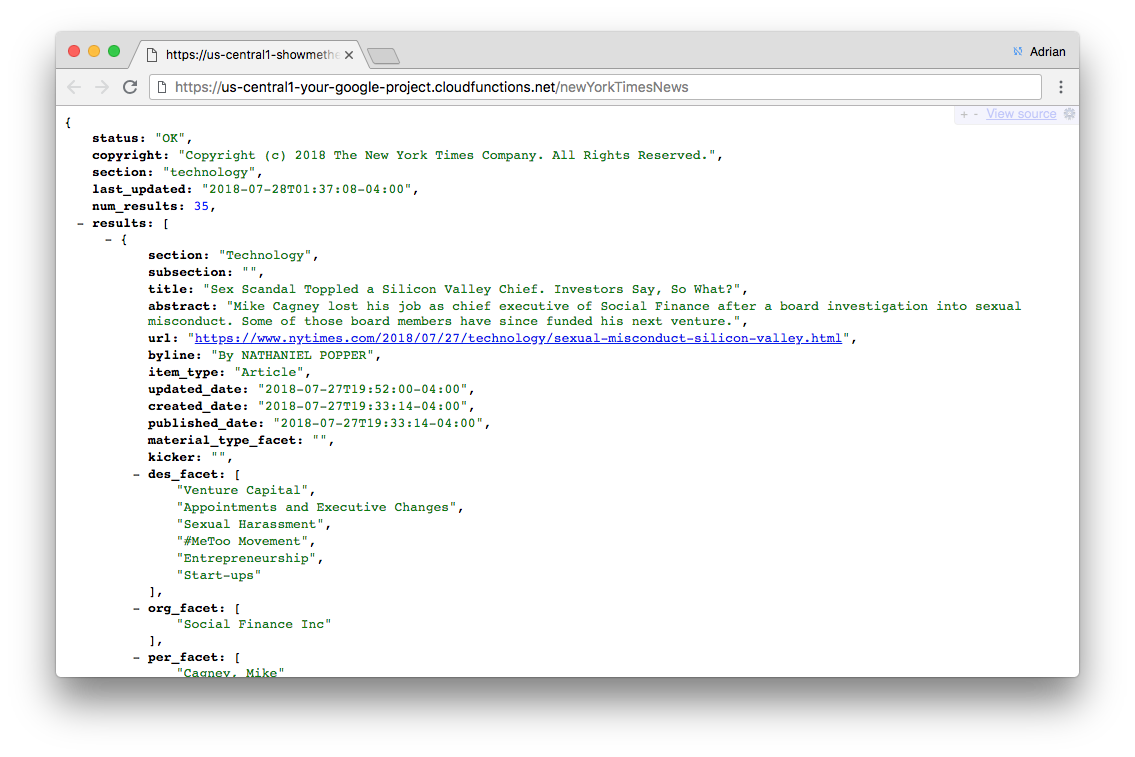 https://us-central1-showmethe
Adrian
https://us-central1-your-google-project.cloudfunctions.net/newYorkTimesNews
+ - View source
{
status: "OK",
copyright: "Copyright (c) 2018 The New York Times Company. All Rights Reserved.",
section: "technology",
last_updated: "2018-07-28T01:37:08-04:00",
num_results: 35,
- results: [
- {
section: "Technology",
subsection: "",
title: "Sex Scandal Toppled a Silicon Valley Chief. Investors Say, So What?",
abstract: "Mike Cagney lost his job as chief executive of Social Finance after a board investigation into sexual
misconduct. Some of those board members have since funded his next venture.",
url: "https://www.nytimes.com/2018/07/27/technology/sexual-misconduct-silicon-valley.html",
byline: "By NATHANIEL POPPER",
item_type: "Article",
updated_date: "2018-07-27T19:52:00-04:00",
created_date: "2018-07-27T19:33:14-04:00",
published_date: "2018-07-27T19:33:14-04:00",
material_type_facet: "",
kicker: "",
- des_facet: [
"Venture Capital",
"Appointments and Executive Changes",
"Sexual Harassment",
"#MeToo Movement",
"Entrepreneurship",
"Start-ups"
],
- org_facet: [
"Social Finance Inc"
],
- per_facet: [
"Cagney, Mike"